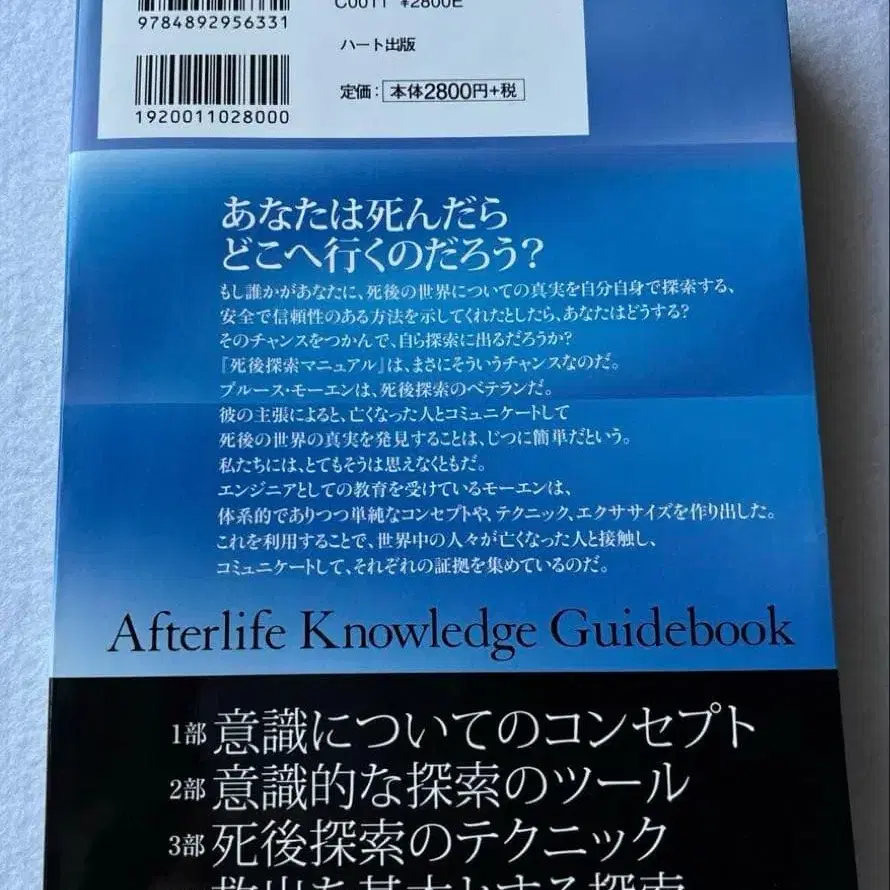 9784892956331
C0011 ¥2800E
ハート出版
定価：本体2800円+税
1920011028000
あなたは死んだら
どこへ行くのだろう？
もし誰かがあなたに、死後の世界についての真実を自分自身で探索する、
安全で信頼性のある方法を示してくれたとしたら、あなたはどうする？
そのチャンスをつかんで、自ら探索に出るだろうか？
『死後探索マニュアル』は、まさにそういうチャンスなのだ。
ブルース・モーエンは、死後探索のベテランだ。
彼の主張によると、亡くなった人とコミュニケートして
死後の世界の真実を発見することは、じつに簡単だという。
私たちには、とてもそうは思えなくともだ。
エンジニアとしての教育を受けているモーエンは、
体系的でありつつ単純なコンセプトや、テクニック、エクササイズを作り出した。
これを利用することで、世界中の人々が亡くなった人と接触し、
コミュニケートして、それぞれの証拠を集めているのだ。
Afterlife Knowledge Guidebook
1部 意識についてのコンセプト
2部 意識的な探索のツール
3部 死後探索のテクニック
救出を基本とする探索